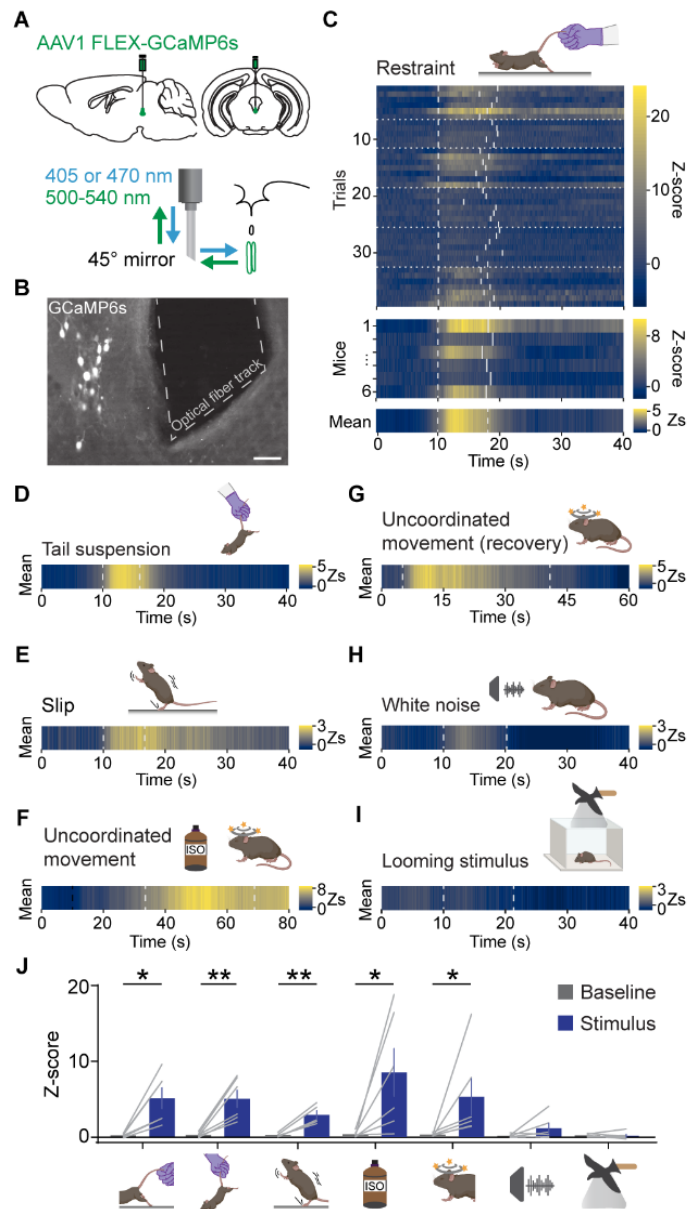 A
AAV1 FLEX-GCaMP6s
405 or 470 nm
500-540 nm
45° mirror
B
GCaMP6s
Optical fiber track
C
Restraint
Trials
10
20
30
Z-score
20
10
0
Mice
1
⋮
6
Z-score
8
0
Mean
5
0
Zs
0 10 20 30 40
Time (s)
D
Tail suspension
Mean
5
0
Zs
0 10 20 30 40
Time (s)
E
Slip
Mean
3
0
Zs
0 10 20 30 40
Time (s)
F
Uncoordinated
movement
ISO
Mean
8
0
Zs
0 20 40 60 80
Time (s)
G
Uncoordinated
movement (recovery)
Mean
5
0
Zs
0 15 30 45 60
Time (s)
H
White noise
Mean
3
0
Zs
0 10 20 30 40
Time (s)
I
Looming stimulus
Mean
3
0
Zs
0 10 20 30 40
Time (s)
J
* ** ** * *
Z-score
20
10
0
Baseline
Stimulus
ISO